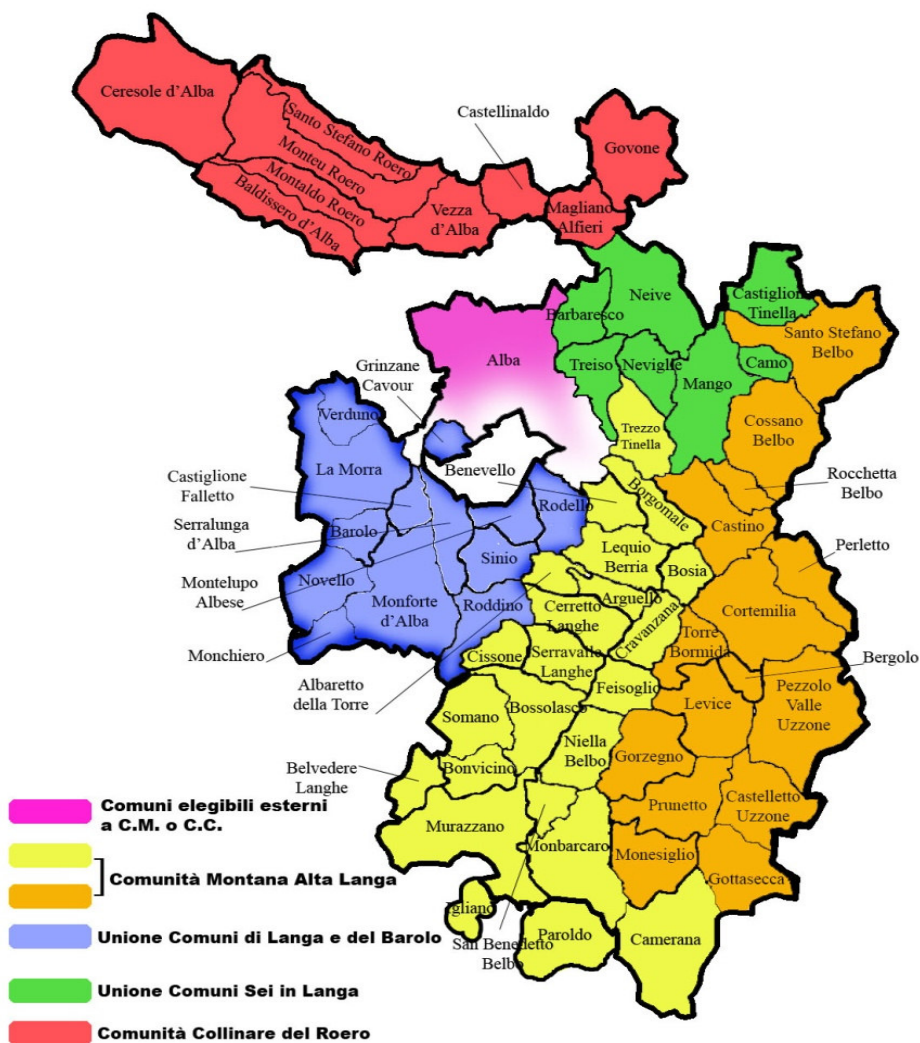 Ceresole d'Alba
Santo Stefano Roero
Monteu Roero
Montaldo Roero
Baldissero d'Alba
Vezza
d'Alba
Castellinaldo
Govone
Magliano
Alfieri
Barbaresco
Neive
Castiglione
Tinella
Santo Stefano
Belbo
Alba
Treiso
Neviglie
Mango
Camo
Grinzane
Cavour
Verduno
Trezzo
Tinella
Cossano
Belbo
La Morra
Benevello
Rocchetta
Belbo
Castiglione
Falletto
Borgomale
Rodello
Castino
Serralunga
d'Alba
Barolo
Lequio
Berria
Perletto
Sinio
Bosia
Montelupo
Albese
Novello
Monforte
d'Alba
Roddino
Arguello
Cerretto
Langhe
Cravanzana
Cortemilia
Torre
Bormida
Monchiero
Cissone
Serravalle
Langhe
Bergolo
Albaretto
della Torre
Feisoglio
Levice
Pezzolo
Valle
Uzzone
Somano
Bossolasco
Niella
Belbo
Gorzegno
Belvedere
Langhe
Bonvicino
Prunetto
Castelletto
Uzzone
Murazzano
Monbarcaro
Monesiglio
Gottasecca
Igliano
San Benedetto
Belbo
Paroldo
Camerana
Comuni elegibili esterni
a C.M. o C.C.
Comunità Montana Alta Langa
Unione Comuni di Langa e del Barolo
Unione Comuni Sei in Langa
Comunità Collinare del Roero